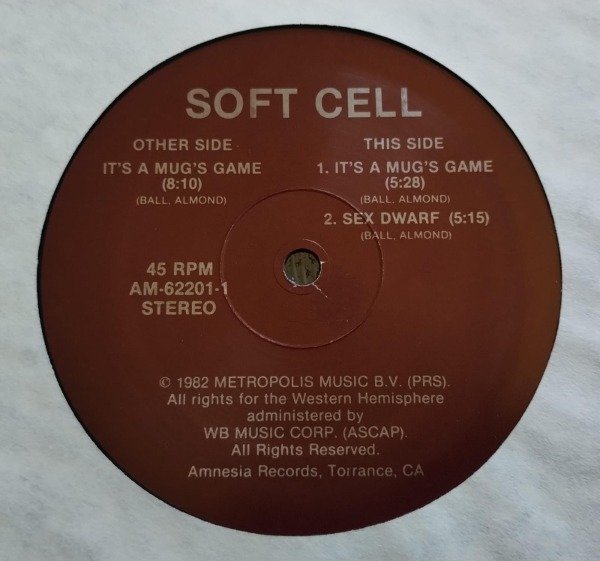 SOFT CELL
OTHER SIDE
IT'S A MUG'S GAME
(8:10)
(BALL, ALMOND)
THIS SIDE
1. IT'S A MUG'S GAME
(5:28)
(BALL, ALMOND)
2. SEX DWARF (5:15)
(BALL, ALMOND)
45 RPM
AM-62201-1
STEREO
© 1982 METROPOLIS MUSIC B.V. (PRS).
All rights for the Western Hemisphere
administered by
WB MUSIC CORP. (ASCAP).
All Rights Reserved.
Amnesia Records, Torrance, CA